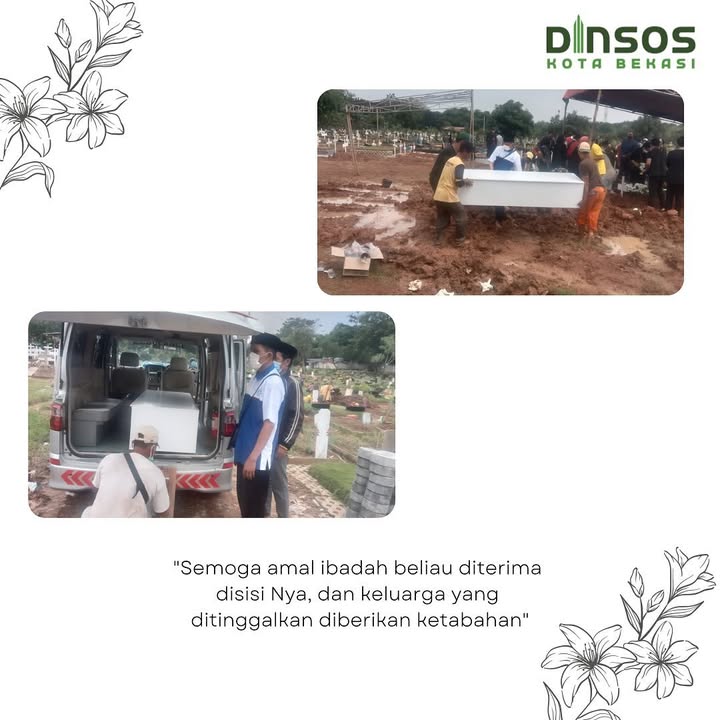 DINSOS
KOTA BEKASI
"Semoga amal ibadah beliau diterima
disisi Nya, dan keluarga yang
ditinggalkan diberikan ketabahan"